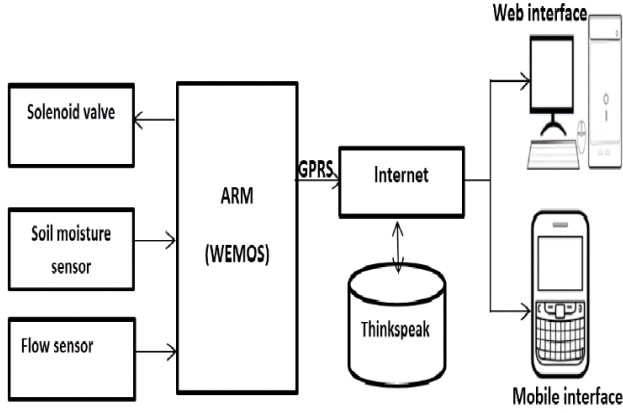 Web interface
Solenoid valve
GPRS
Internet
ARM
(WEMOS)
Soil moisture
sensor
Thinkspeak
Flow sensor
Mobile interface